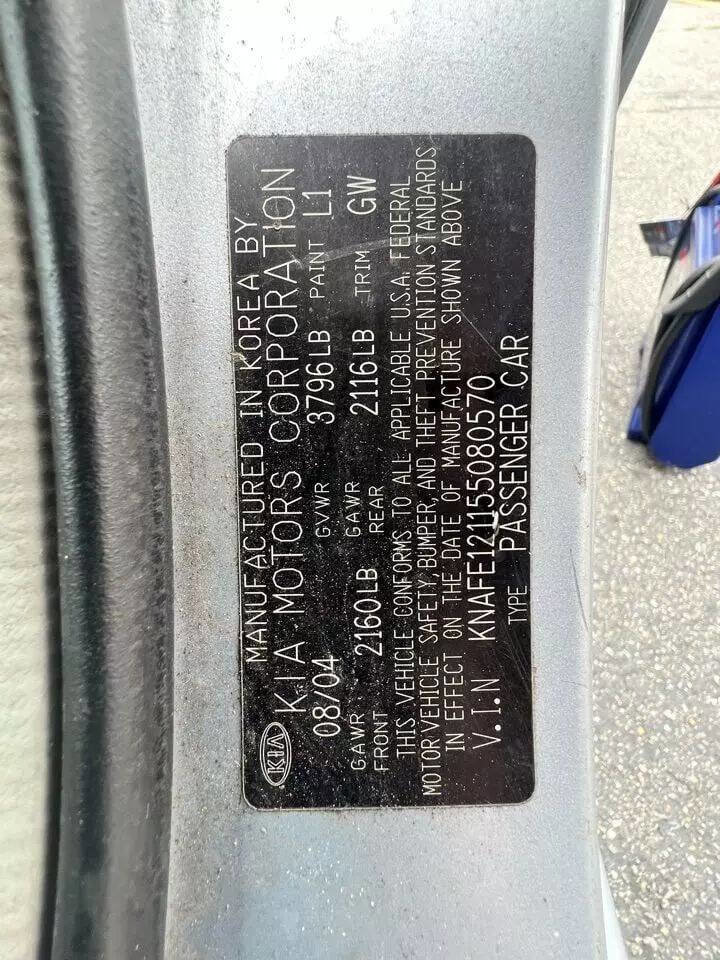 MANUFACTURED IN KOREA BY
KIA KIA MOTORS CORPORATION
08/04 GVWR 3796LB PAINT L1
GAWR FRONT 2160LB GAWR REAR 2116LB TRIM GW
THIS VEHICLE CONFORMS TO ALL APPLICABLE U.S.A. FEDERAL
MOTOR VEHICLE SAFETY, BUMPER, AND THEFT PREVENTION STANDARDS
IN EFFECT ON THE DATE OF MANUFACTURE SHOWN ABOVE
V.I.N KNAFE121155080570
TYPE PASSENGER CAR